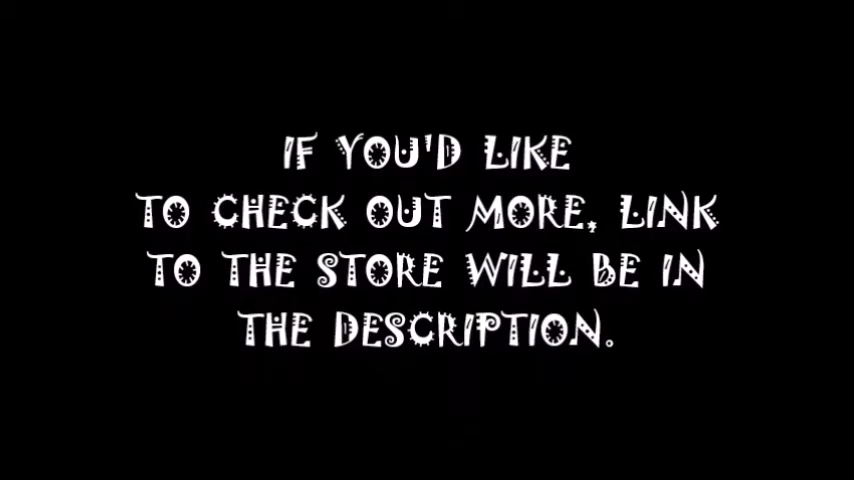 IF YOU'D LIKE
TO CHECK OUT MORE, LINK
TO THE STORE WILL BE IN
THE DESCRIPTION.